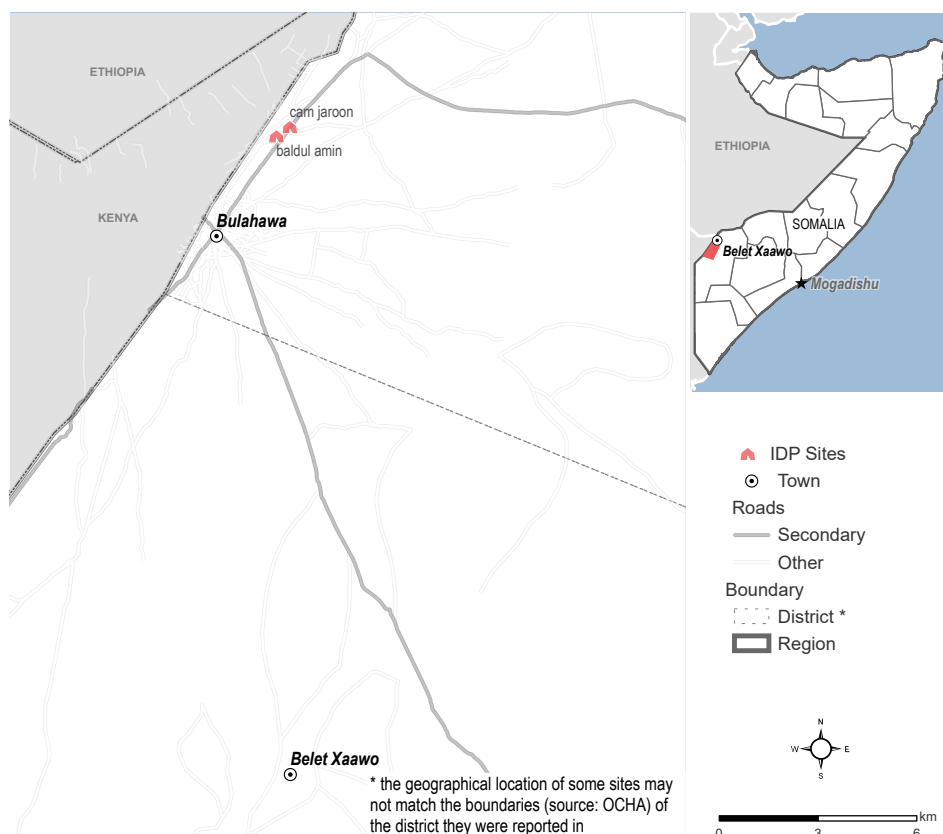 ETHIOPIA
cam jaroon
baldul amin
KENYA
Bulahawa
Belet Xaawo
* the geographical location of some sites may
not match the boundaries (source: OCHA) of
the district they were reported in
ETHIOPIA
SOMALIA
Belet Xaawo
Mogadishu
IDP Sites
Town
Roads
Secondary
Other
Boundary
District *
Region
N
W E
S
km
0 3 6